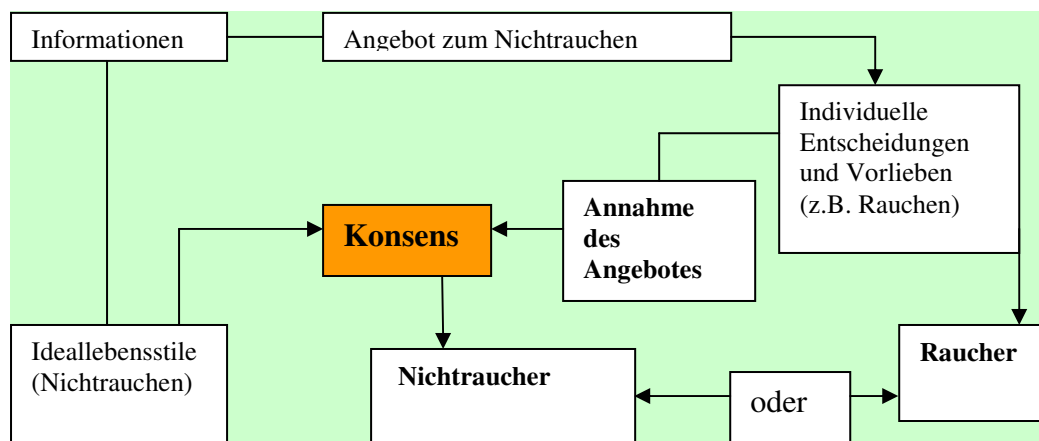 Informationen
Angebot zum Nichtrauchen
Individuelle
Entscheidungen
und Vorlieben
(z.B. Rauchen)
Annahme
des
Angebotes
Konsens
Ideallebensstile
(Nichtrauchen)
Nichtraucher
oder
Raucher